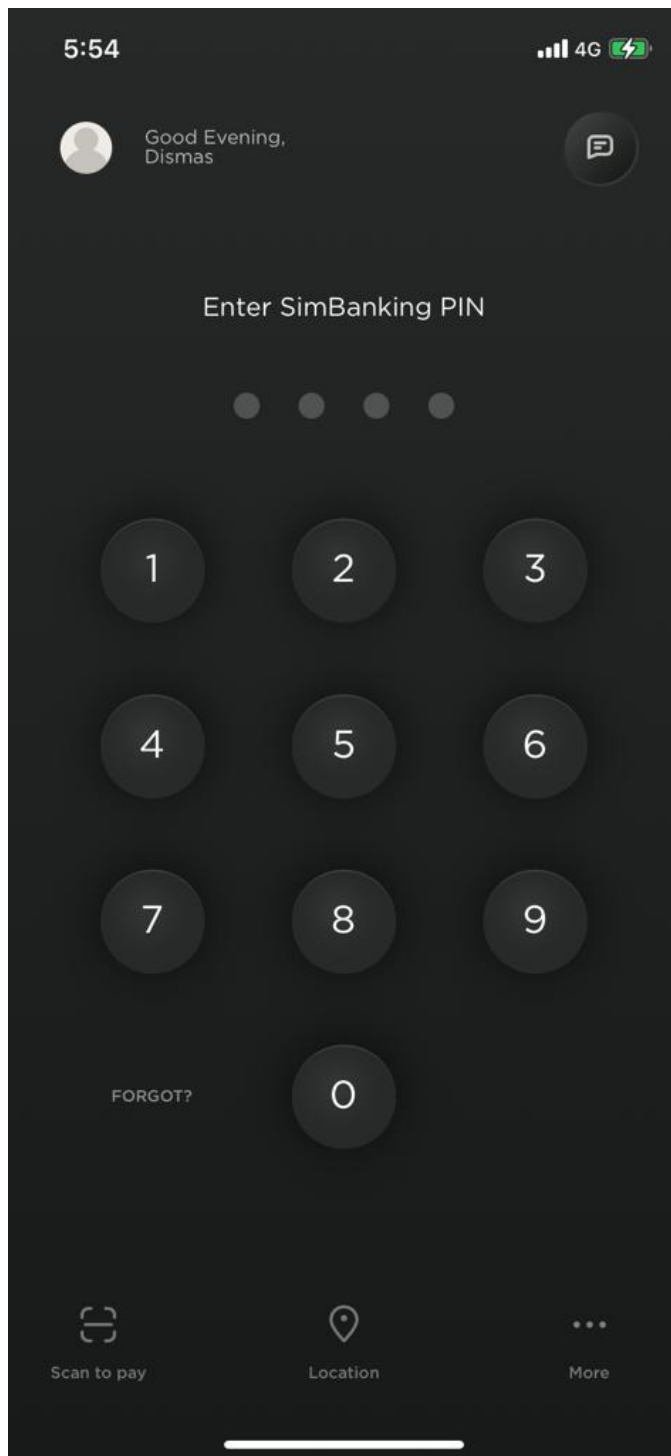 5:54
4G
Good Evening,
Dismas
Enter SimBanking PIN
1 2 3
4 5 6
7 8 9
FORGOT? 0
Scan to pay Location More